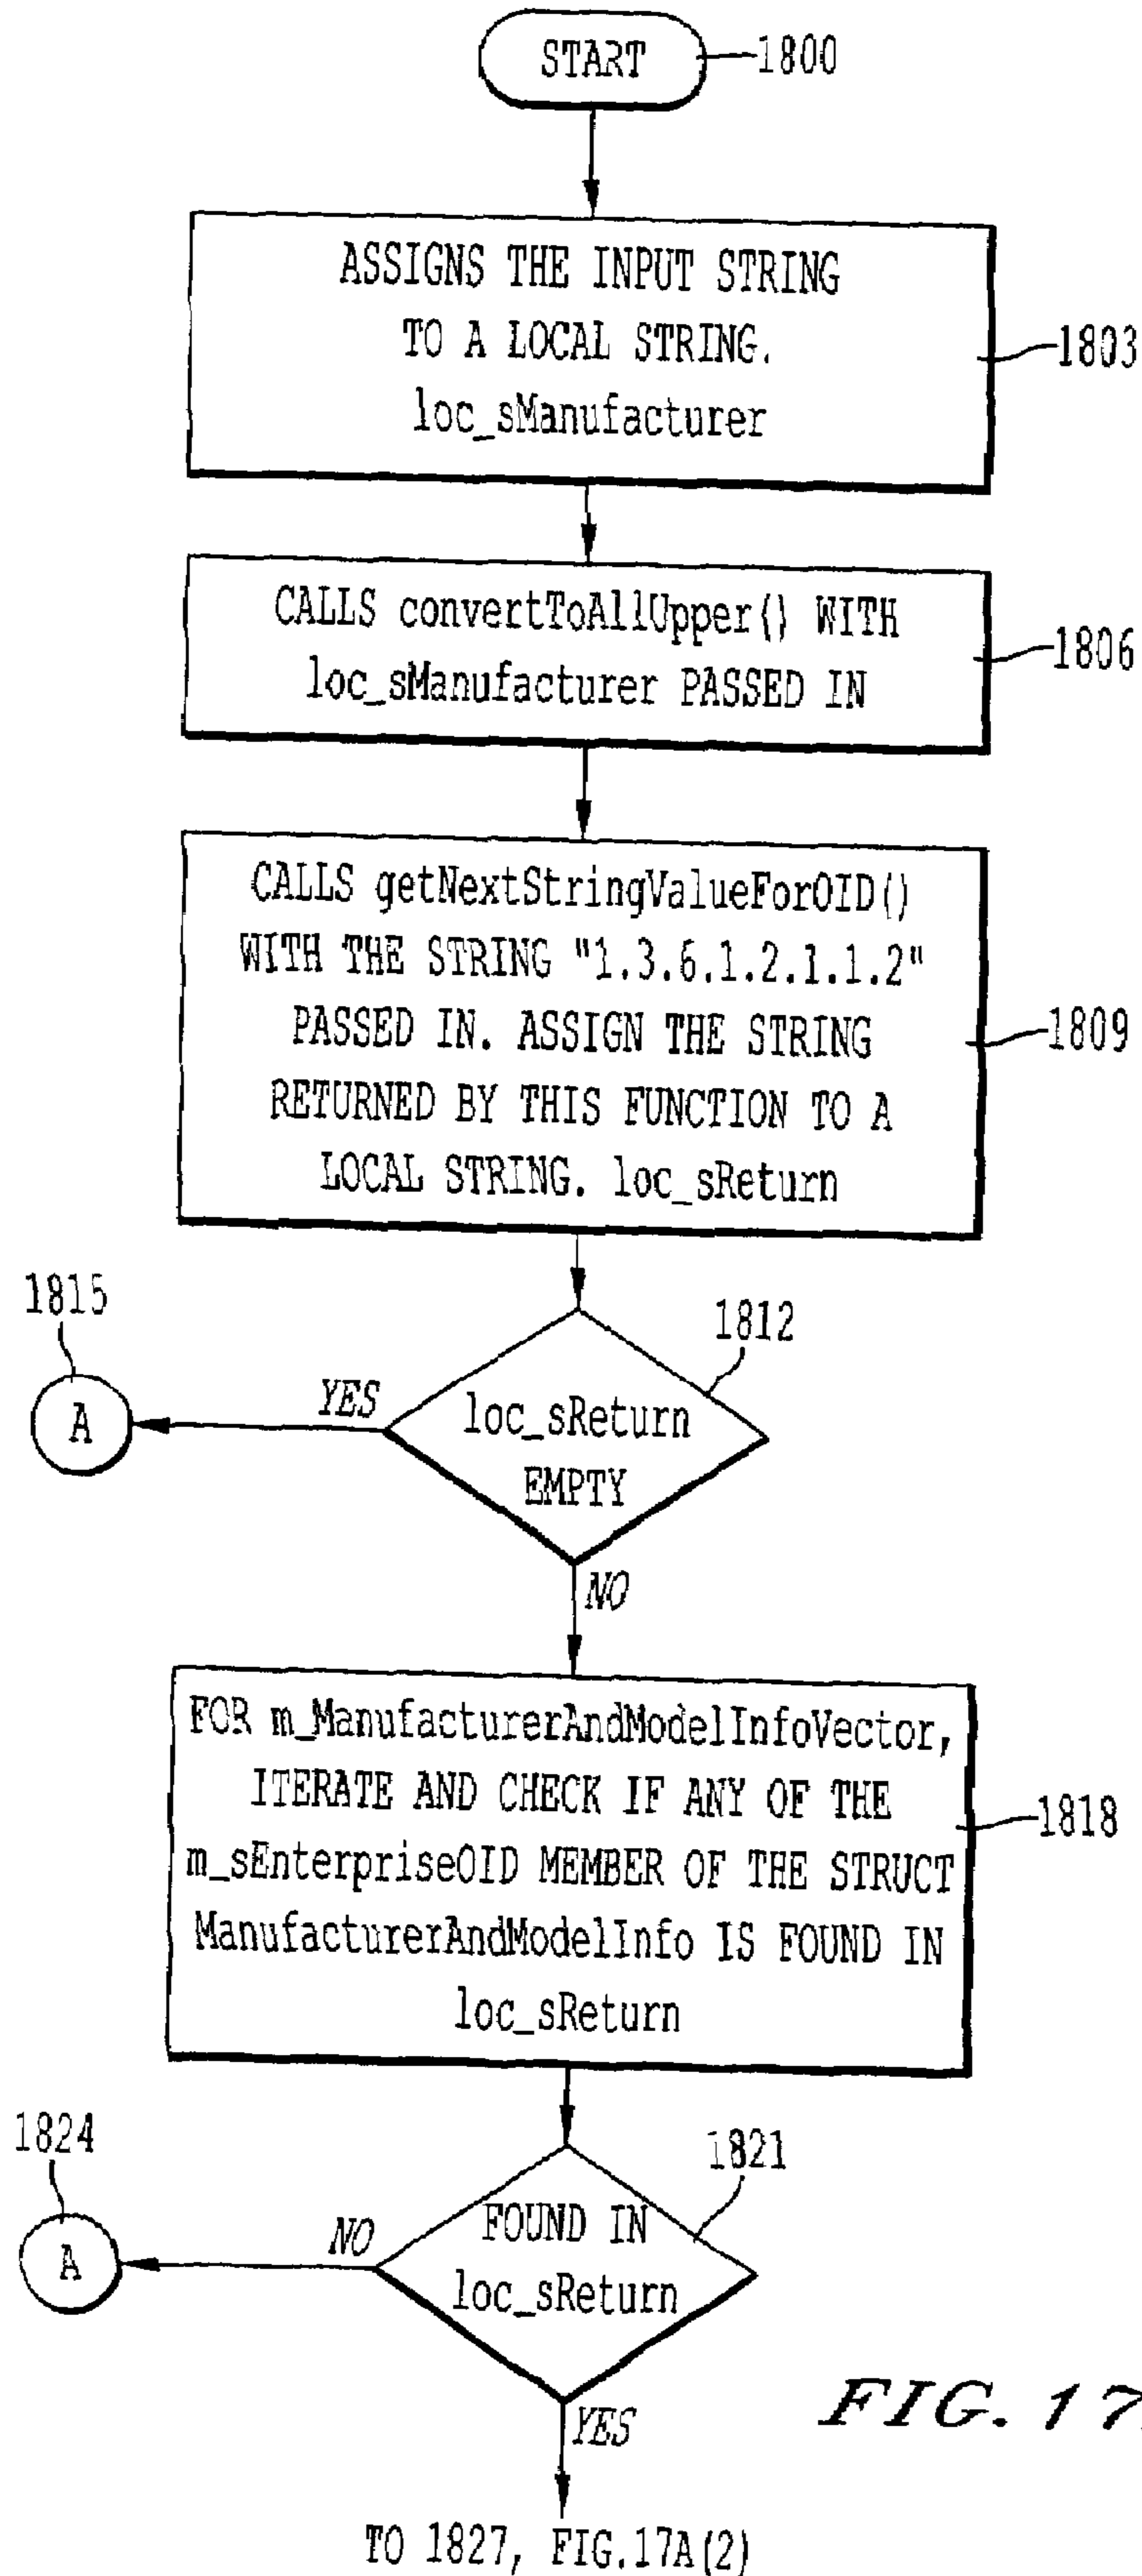 START
1800
ASSIGNS THE INPUT STRING
TO A LOCAL STRING.
loc_sManufacturer
1803
CALLS convertToAllUpper() WITH
loc_sManufacturer PASSED IN
1806
CALLS getNextStringValueForOID()
WITH THE STRING "1.3.6.1.2.1.1.2"
PASSED IN. ASSIGN THE STRING
RETURNED BY THIS FUNCTION TO A
LOCAL STRING. loc_sReturn
1809
1815
A
YES
1812
loc_sReturn
EMPTY
NO
FOR m_ManufacturerAndModelInfoVector,
ITERATE AND CHECK IF ANY OF THE
m_sEnterpriseOID MEMBER OF THE STRUCT
ManufacturerAndModelInfo IS FOUND IN
loc_sReturn
1818
1824
A
NO
1821
FOUND IN
loc_sReturn
YES
TO 1827, FIG.17A(2)
FIG. 17